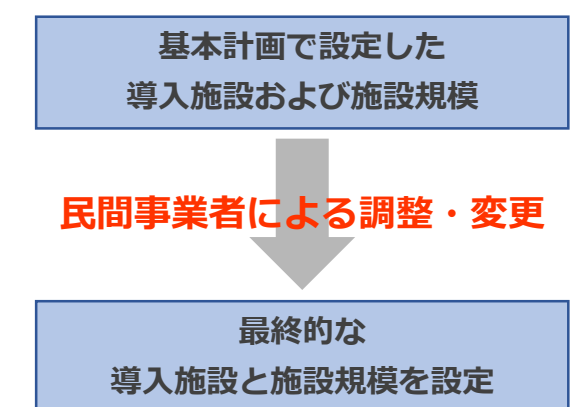 基本計画で設定した
導入施設および施設規模
民間事業者による調整・変更
最終的な
導入施設と施設規模を設定